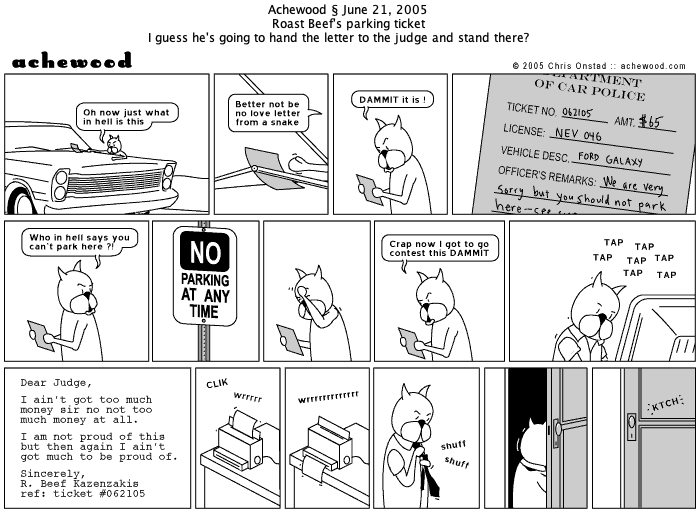 Achewood § June 21, 2005
Roast Beef's parking ticket
I guess he's going to hand the letter to the judge and stand there?
achewood
© 2005 Chris Onstad :: achewood.com
Oh now just what
in hell is this
Better not be
no love letter
from a snake
DAMMIT it is !
DEPARTMENT
OF CAR POLICE
TICKET NO. 062105 AMT. $65
LICENSE: NEV 046
VEHICLE DESC. FORD GALAXY
OFFICER'S REMARKS: We are very
sorry but you should not park
here--see
Who in hell says you
can't park here ?!
NO
PARKING
AT ANY
TIME
Crap now I got to go
contest this DAMMIT
TAP TAP
TAP TAP TAP
TAP TAP
Dear Judge,
I ain't got too much
money sir no not too
much money at all.
I am not proud of this
but then again I ain't
got much to be proud of.
Sincerely,
R. Beef Kazenzakis
ref: ticket #062105
CLIK
wrrrrr
wrrrrrrrrrrrrr
shuff
shuff
KTCH